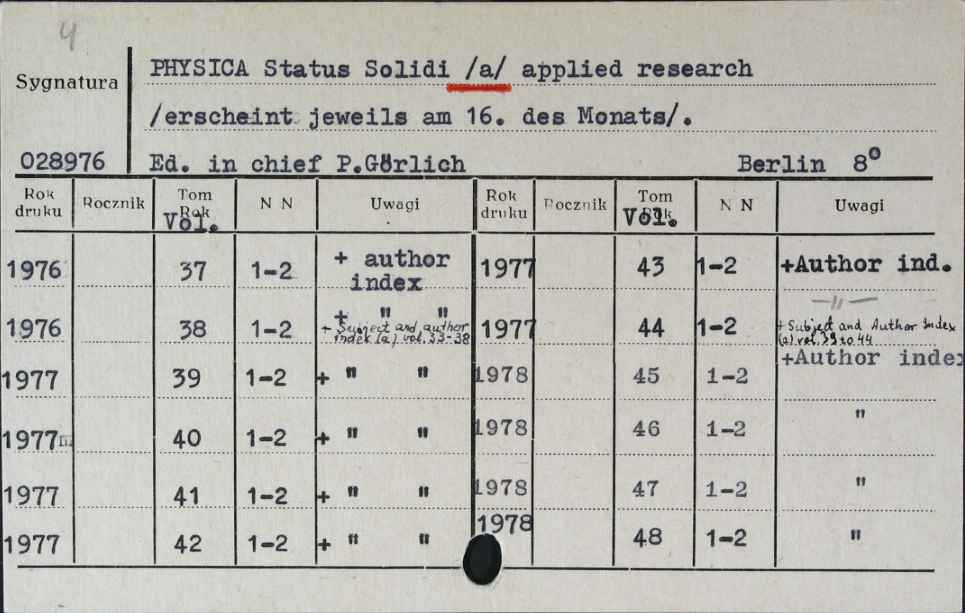 4
Sygnatura
PHYSICA Status Solidi /a/ applied research
/erscheint jeweils am 16. des Monats/.
028976 Ed. in chief P.Görlich Berlin 8°
Rok druku Rocznik Tom Rok Vol. N N Uwagi Rok druku Rocznik Tom Rok Vol. N N Uwagi
1976 37 1-2 + author index 1977 43 1-2 +Author ind.
1976 38 1-2 + " " + Subject and author index (a) vol. 33-38 1977 44 1-2 —"— + Subject and Author Index (a) vol. 39 to 44
1977 39 1-2 + " " 1978 45 1-2 +Author index
1977 40 1-2 + " " 1978 46 1-2 "
1977 41 1-2 + " " 1978 47 1-2 "
1977 42 1-2 + " " 1978 48 1-2 "